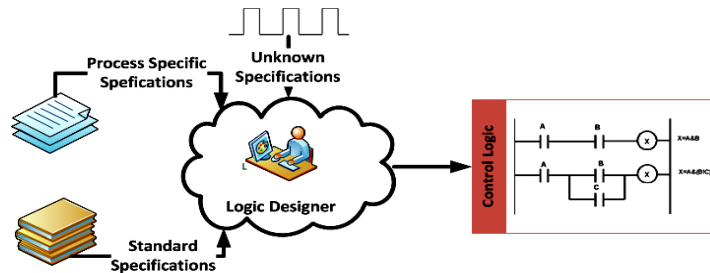 Process Specific
Spefications
Unknown
Specifications
L
Logic Designer
Standard
Specifications
Control Logic
A
B
X
X=A&B
A
B
X
C